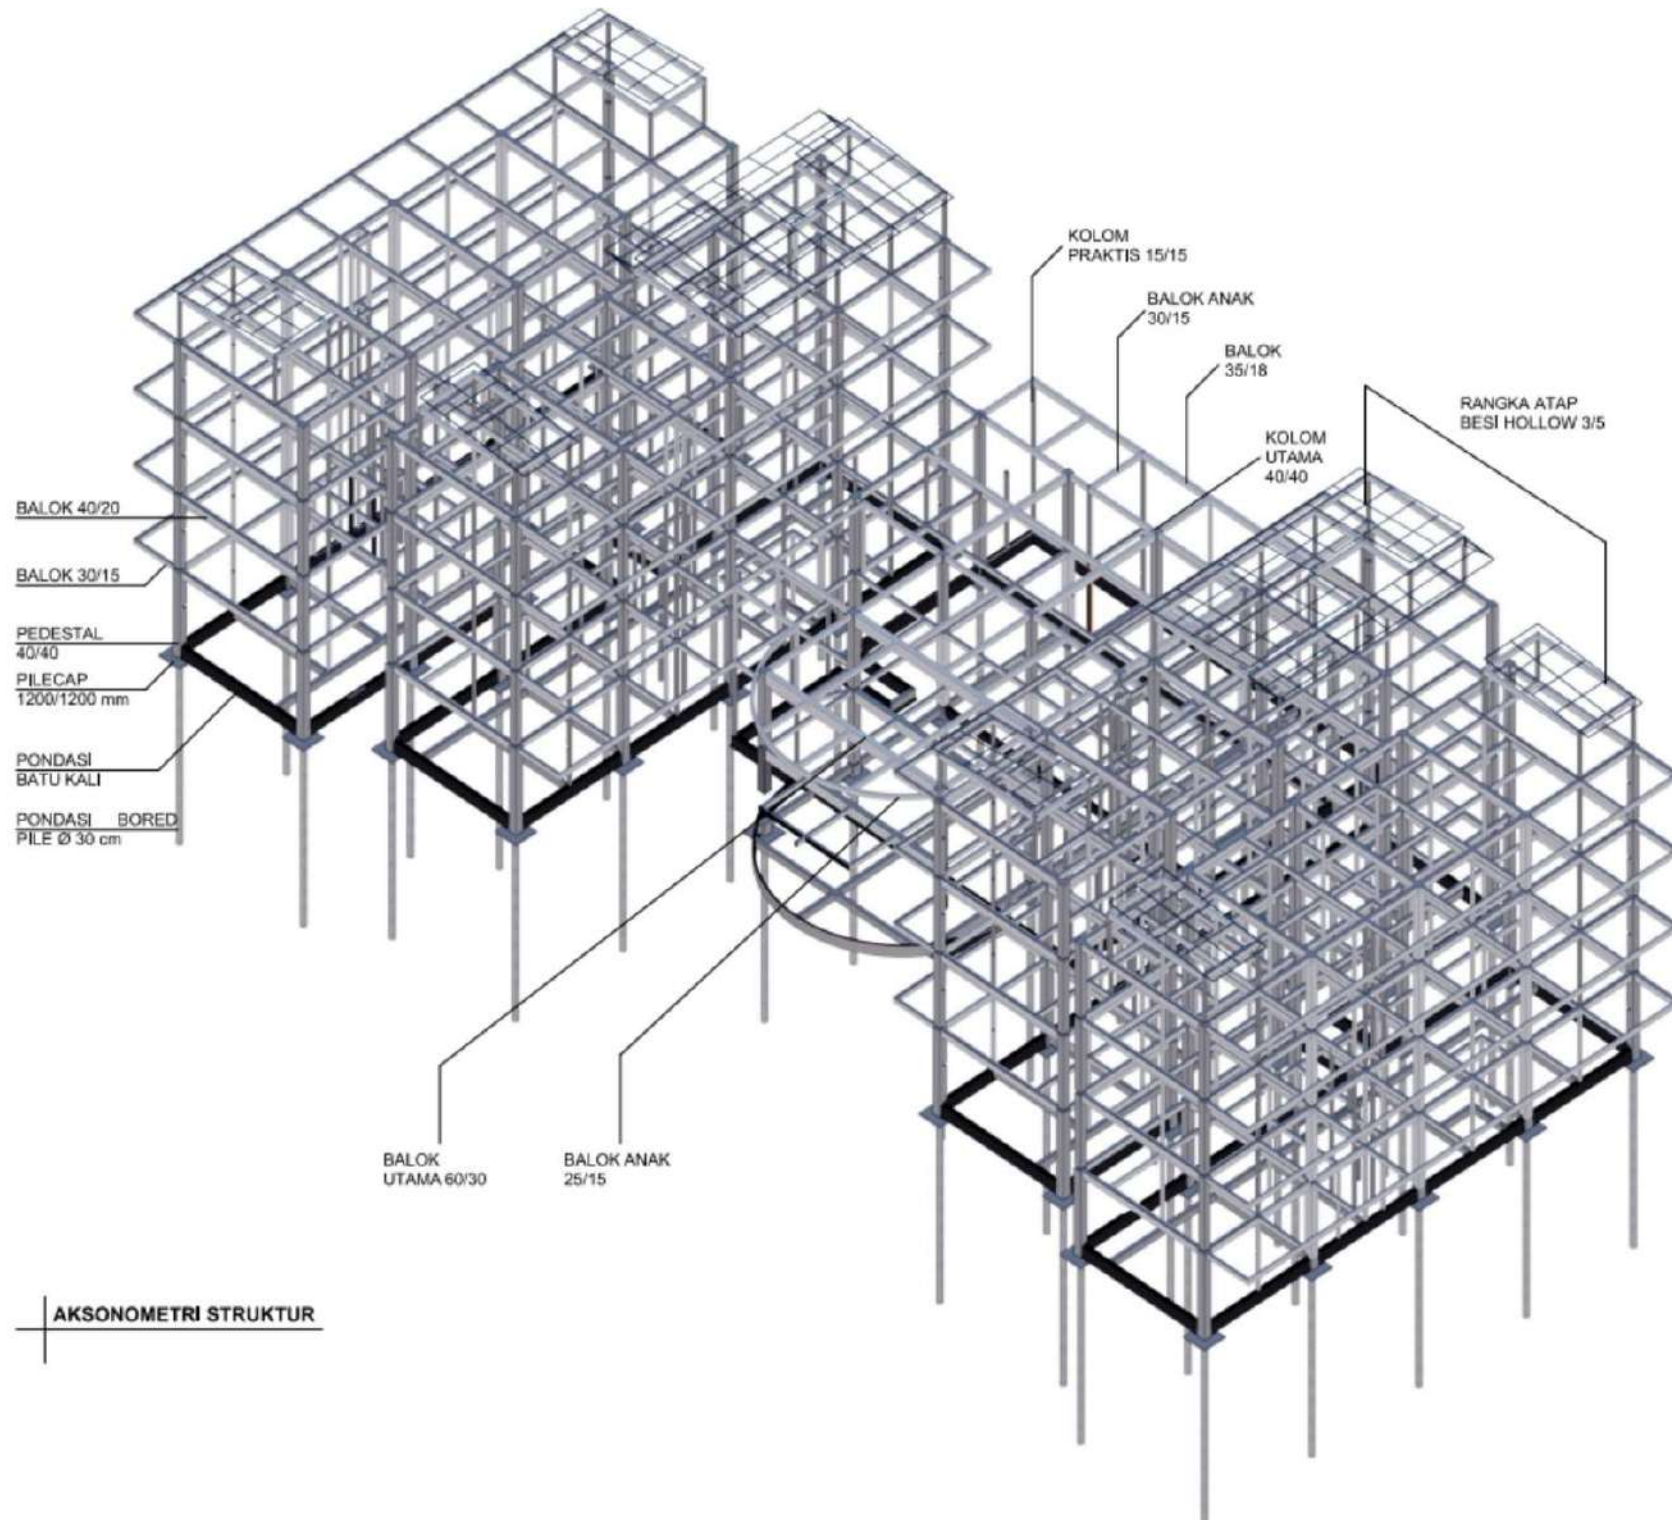 KOLOM
PRAKTIS 15/15
BALOK ANAK
30/15
BALOK
35/18
RANGKA ATAP
BESI HOLLOW 3/5
KOLOM
UTAMA
40/40
BALOK 40/20
BALOK 30/15
PEDESTAL
40/40
PILECAP
1200/1200 mm
PONDASI
BATU KALI
PONDASI BORED
PILE Ø 30 cm
BALOK
UTAMA 60/30
BALOK ANAK
25/15
AKSONOMETRI STRUKTUR